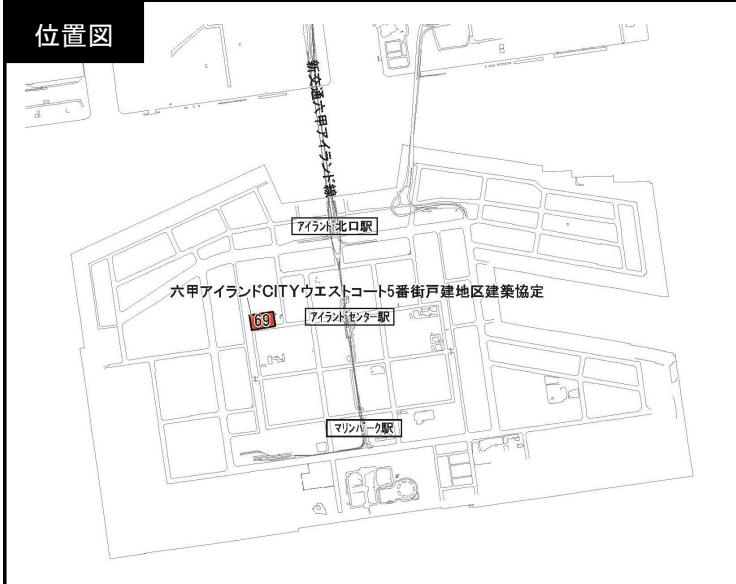 位置図
新交通六甲アイランド線
アイランド北口駅
六甲アイランドCITYウエストコート5番街戸建地区建築協定
69
アイランドセンター駅
マリンパーク駅